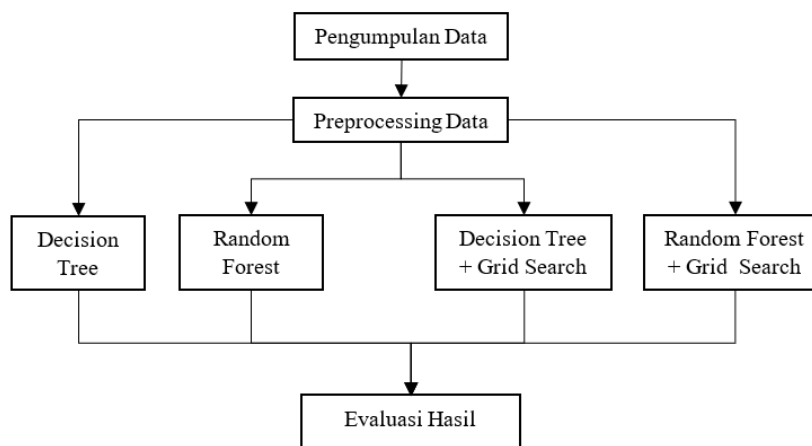 Pengumpulan Data
Preprocessing Data
Decision
Tree
Random
Forest
Decision Tree
+ Grid Search
Random Forest
+ Grid Search
Evaluasi Hasil